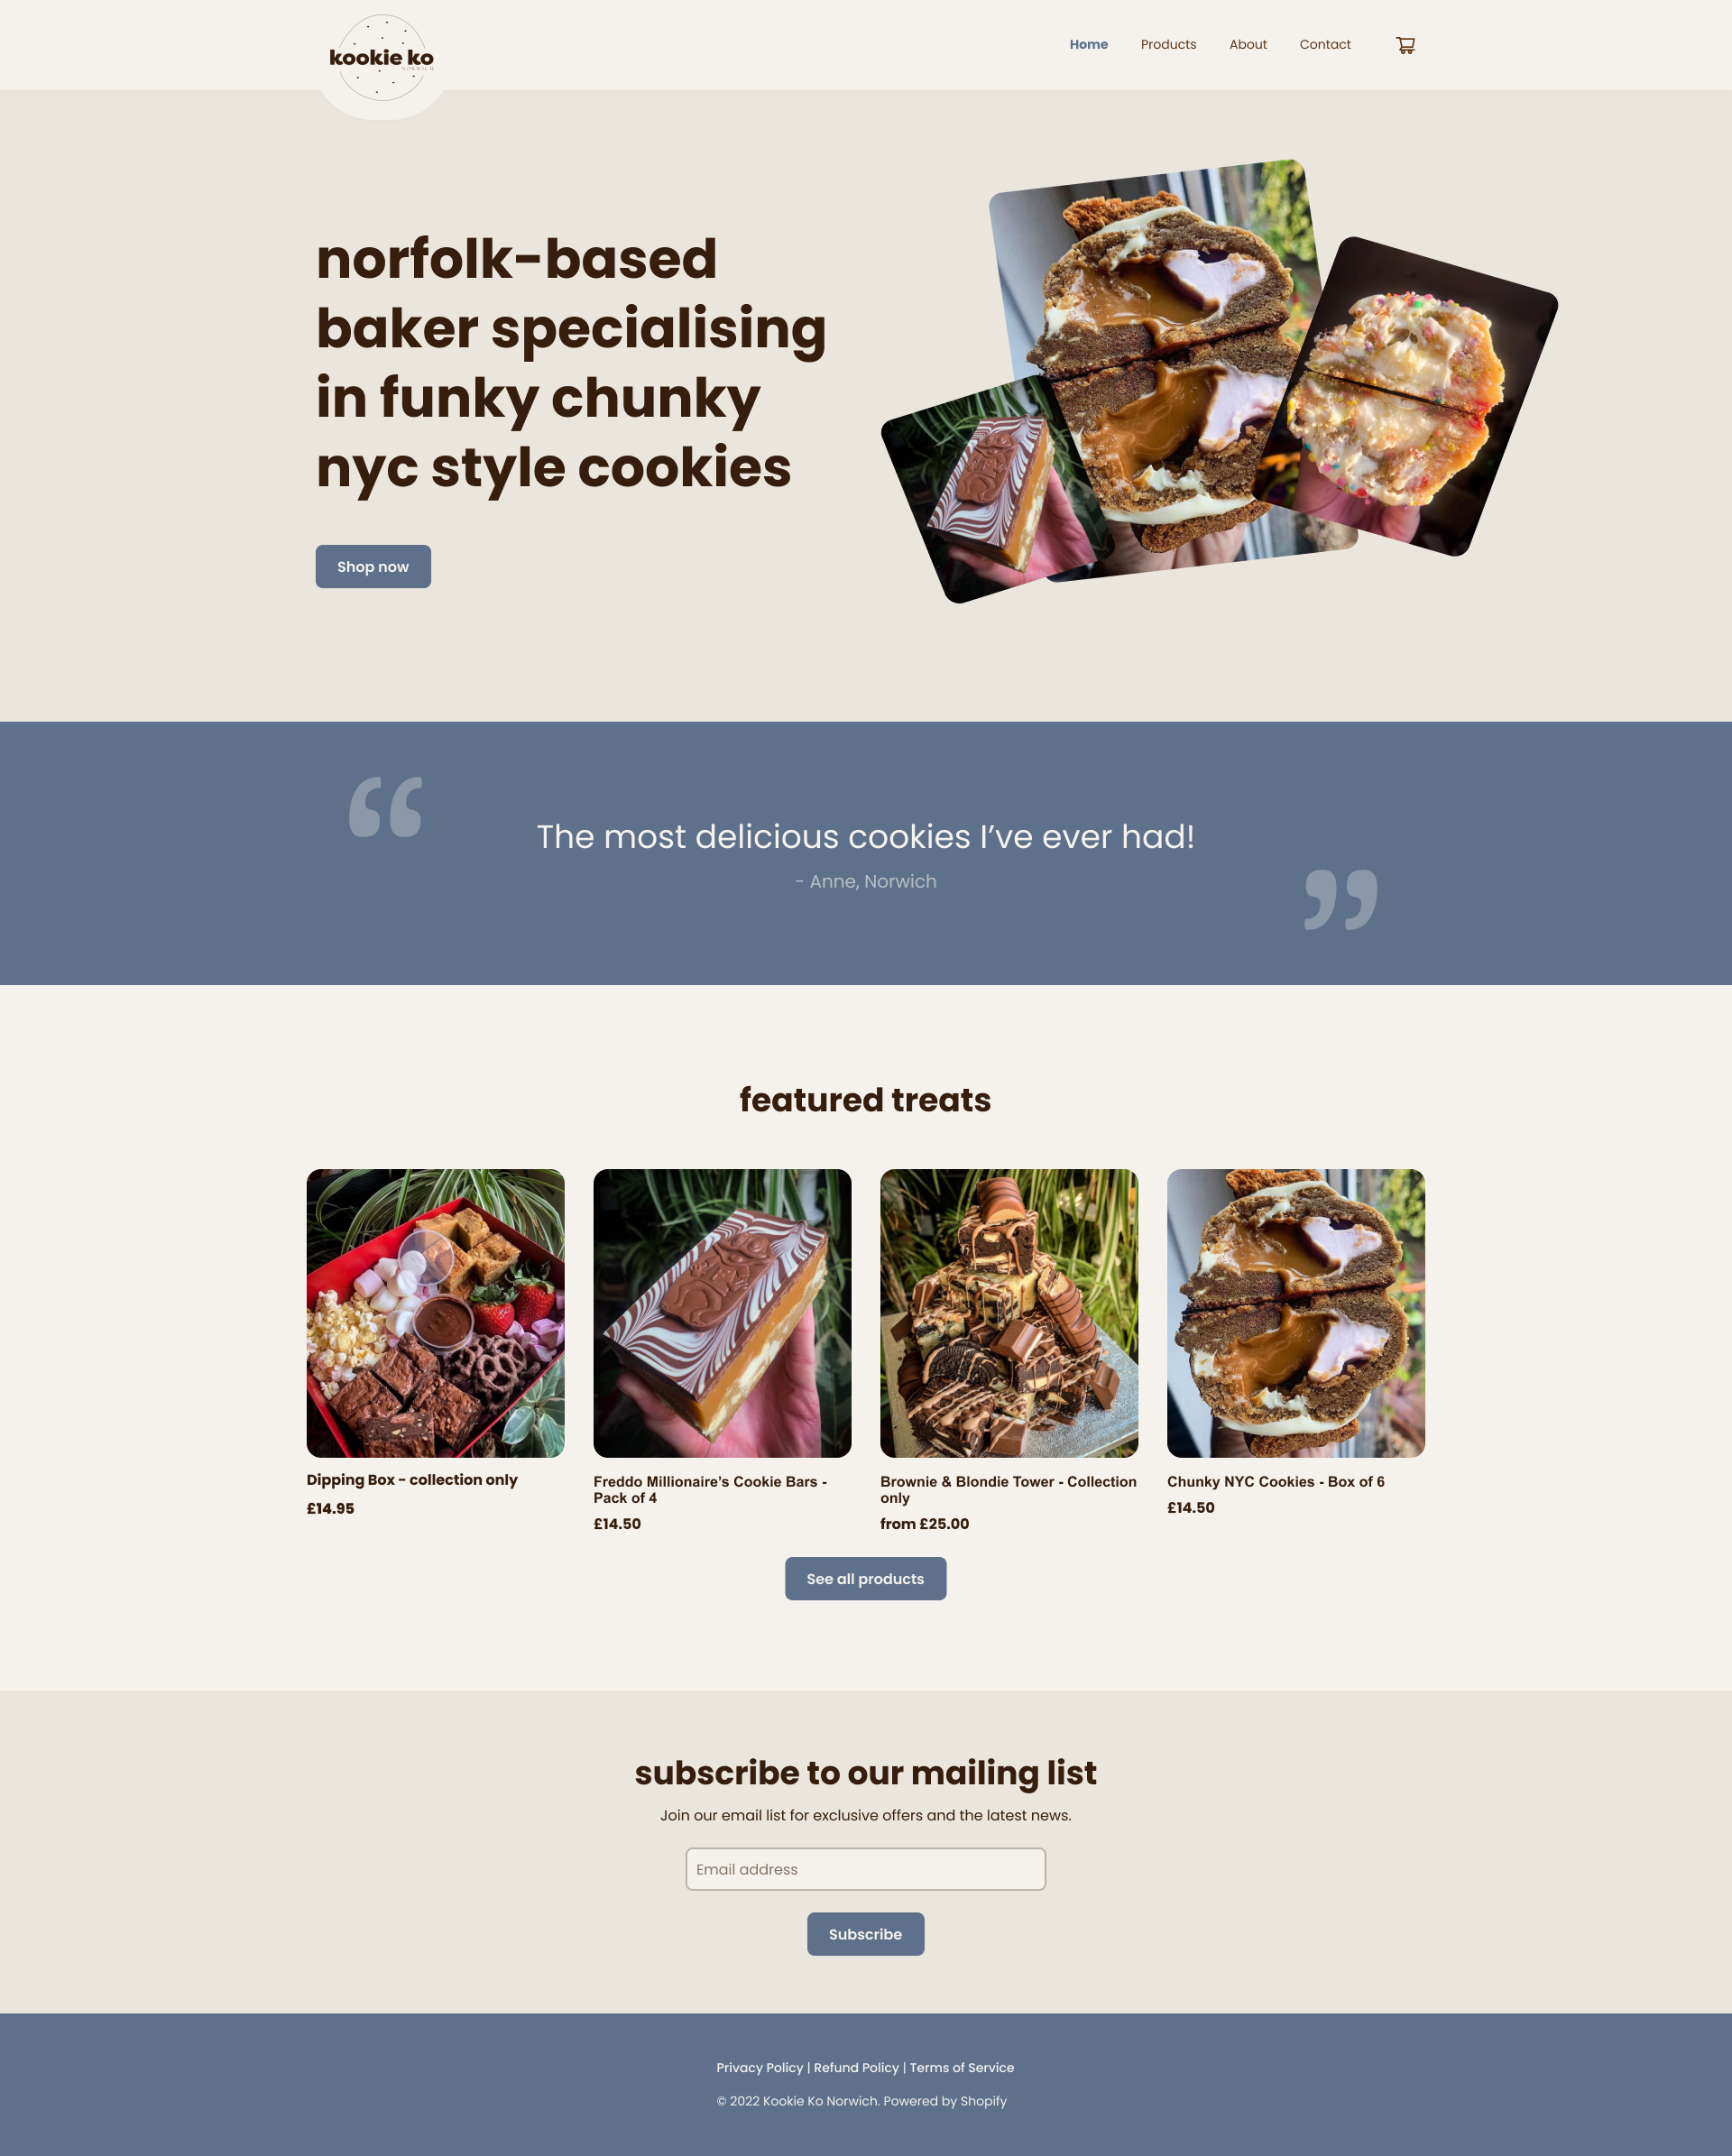 kookie ko
NORWICH
Home
Products
About
Contact
norfolk-based
baker specialising
in funky chunky
nyc style cookies
Shop now
“
The most delicious cookies I’ve ever had!
- Anne, Norwich
”
featured treats
Dipping Box - collection only
£14.95
Freddo Millionaire’s Cookie Bars -
Pack of 4
£14.50
Brownie & Blondie Tower - Collection
only
from £25.00
Chunky NYC Cookies - Box of 6
£14.50
See all products
subscribe to our mailing list
Join our email list for exclusive offers and the latest news.
Email address
Subscribe
Privacy Policy | Refund Policy | Terms of Service
© 2022 Kookie Ko Norwich. Powered by Shopify